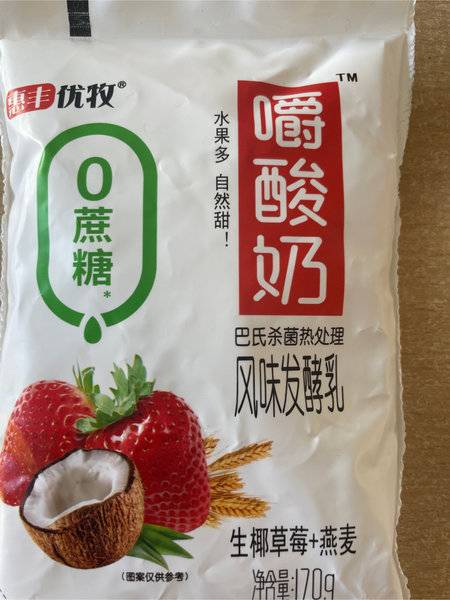 惠丰优牧®
0蔗糖*
水果多 自然甜！
嚼酸奶™
巴氏杀菌热处理
风味发酵乳
生椰草莓+燕麦
(图案仅供参考)
净含量:170g